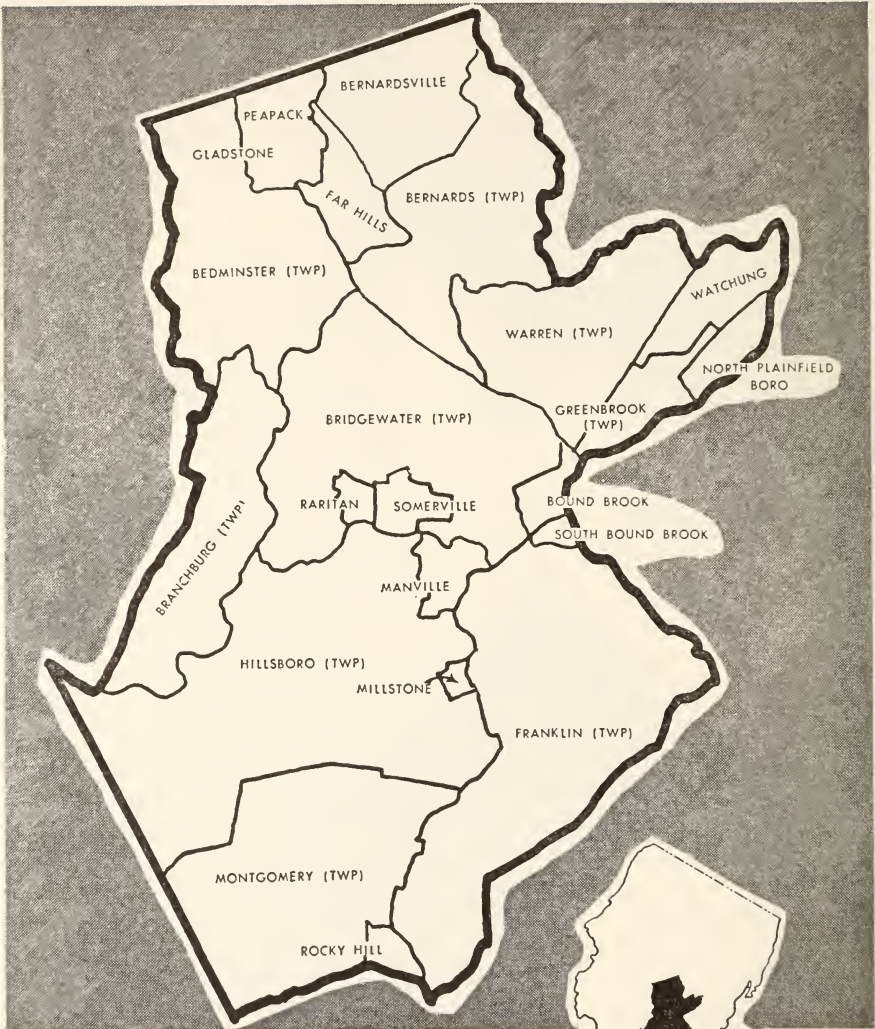 BERNARDSVILLE
PEAPACK
GLADSTONE
FAR HILLS
BERNARDS (TWP)
BEDMINSTER (TWP)
WATCHUNG
WARREN (TWP)
NORTH PLAINFIELD
BORO
GREENBROOK
(TWP)
BRIDGEWATER (TWP)
RARITAN
SOMERVILLE
BOUND BROOK
SOUTH BOUND BROOK
BRANCHBURG (TWP)
MANVILLE
HILLSBORO (TWP)
MILLSTONE
FRANKLIN (TWP)
MONTGOMERY (TWP)
ROCKY HILL